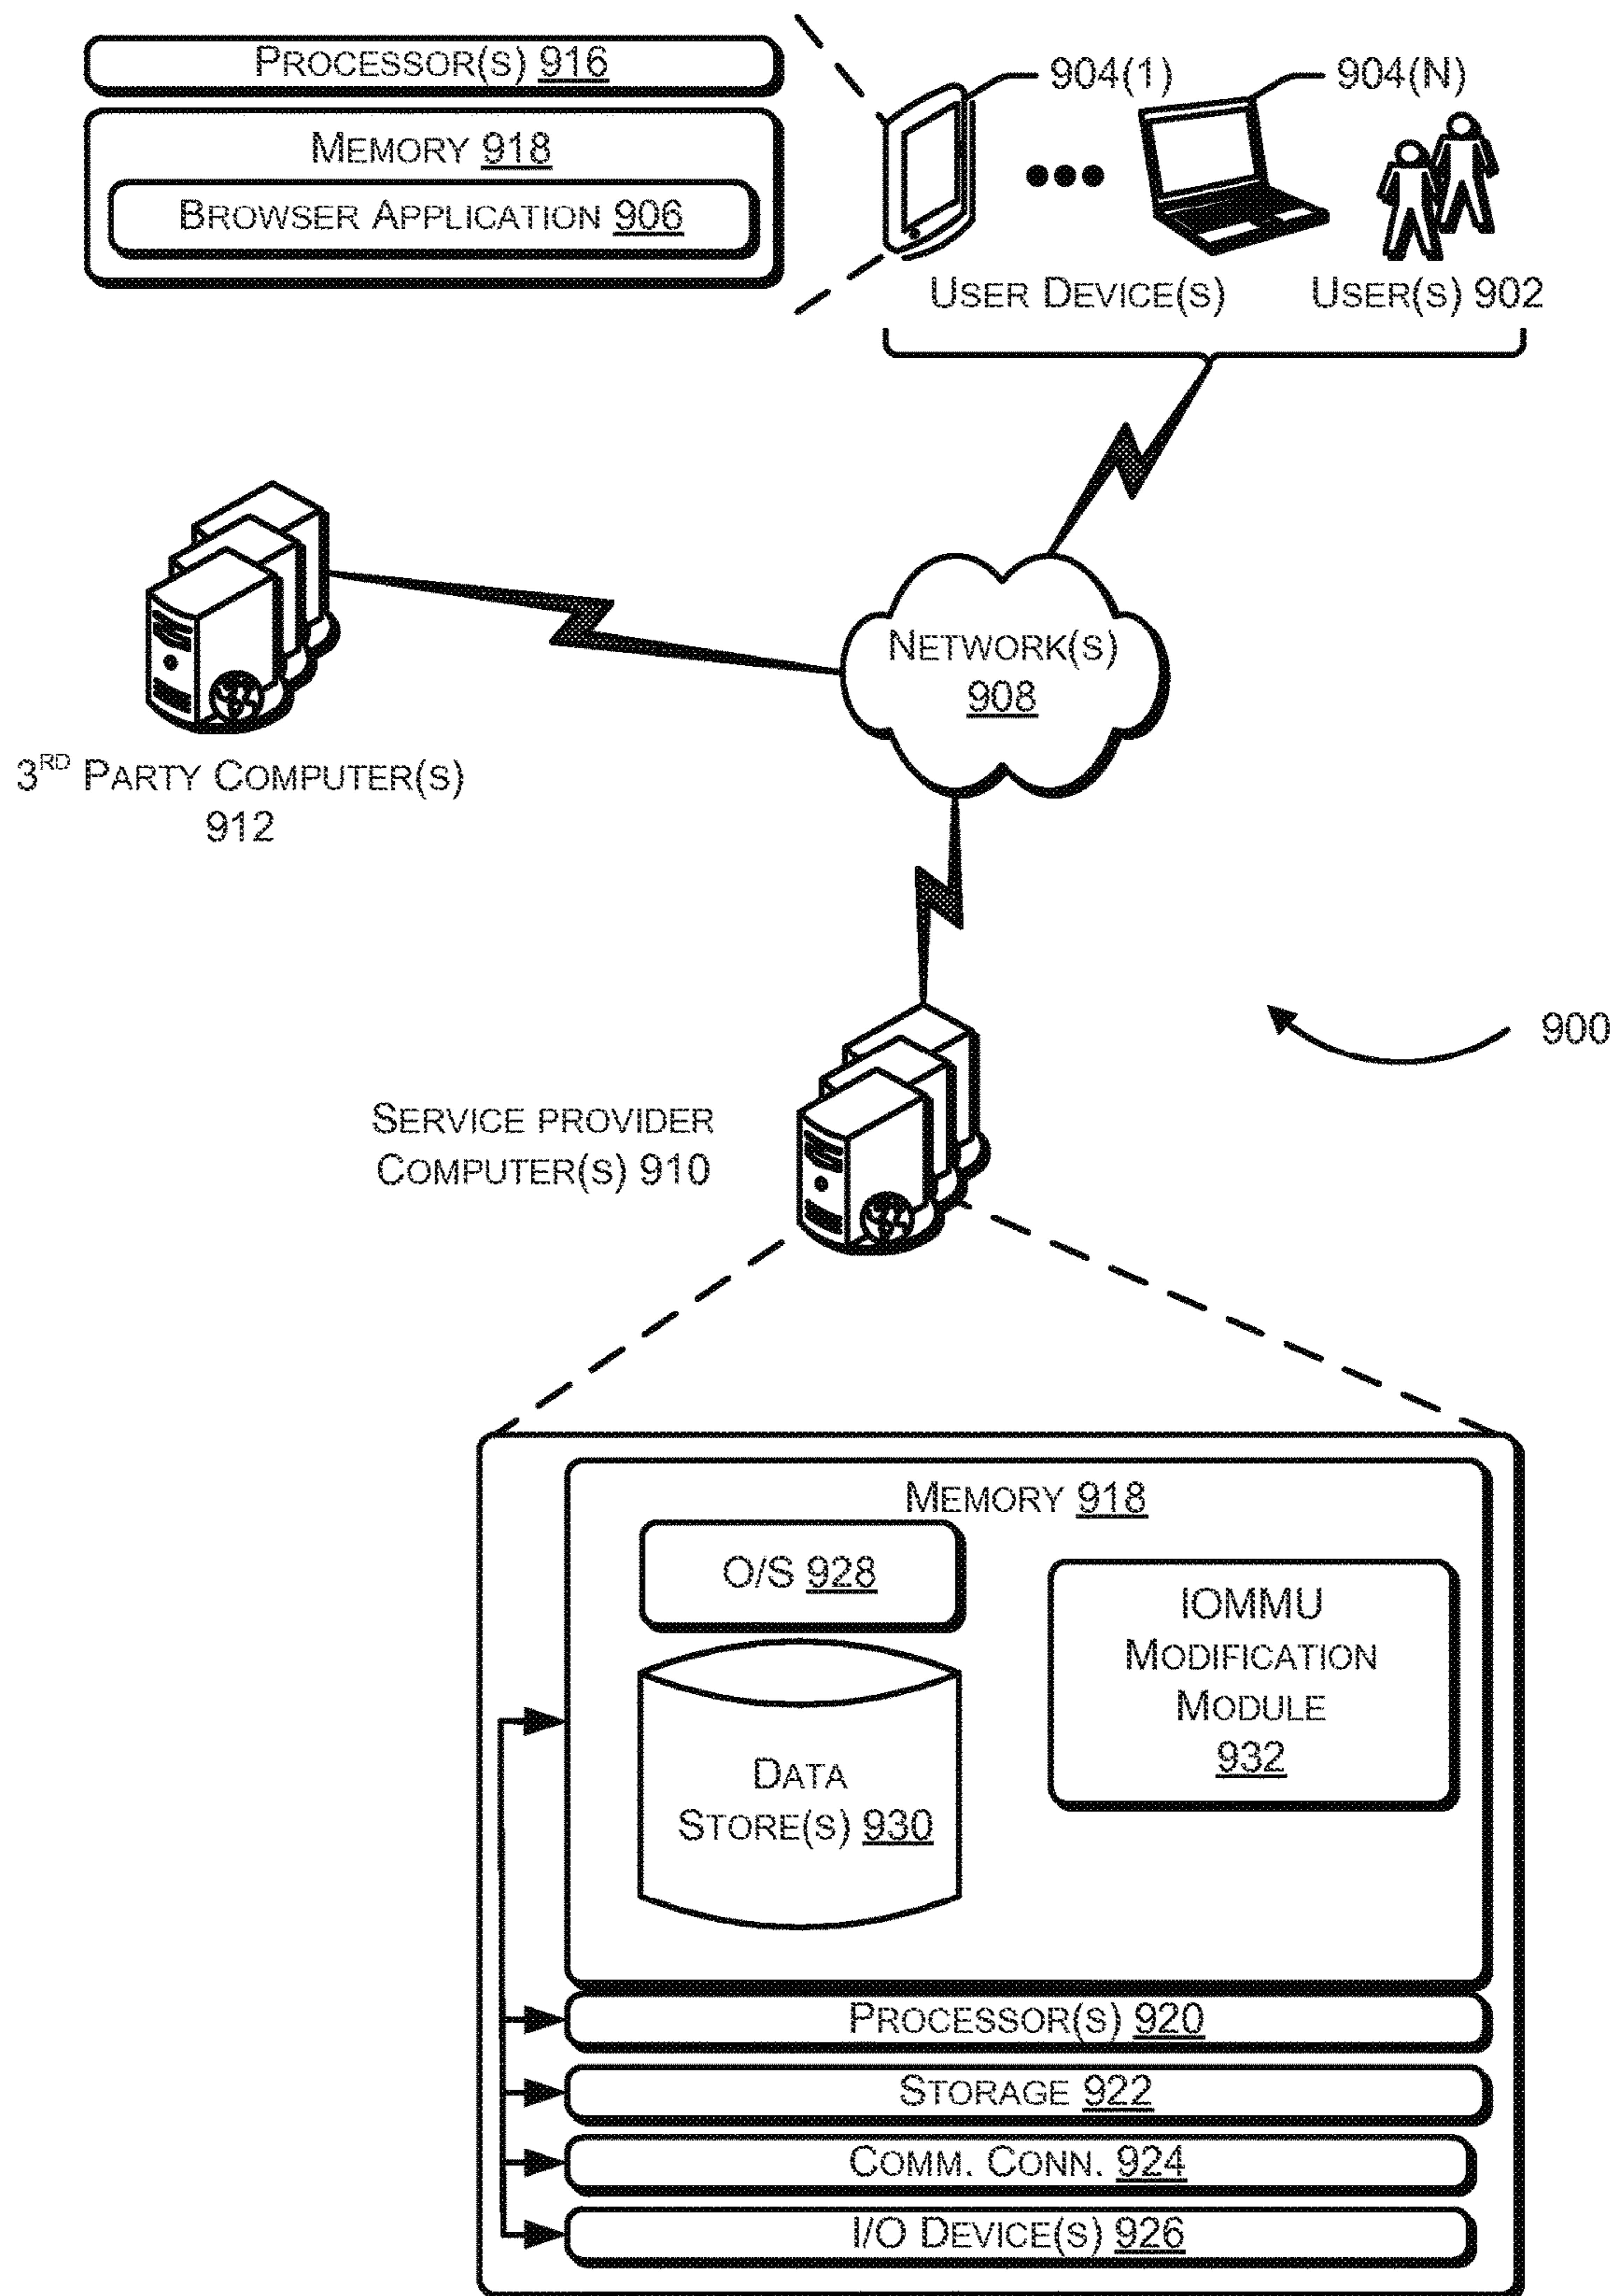 PROCESSOR(S) 916
MEMORY 918
BROWSER APPLICATION 906
904(1)
904(N)
USER DEVICE(S)
USER(S) 902
NETWORK(S)
908
3RD PARTY COMPUTER(S)
912
900
SERVICE PROVIDER
COMPUTER(S) 910
MEMORY 918
O/S 928
IOMMU
MODIFICATION
MODULE
932
DATA
STORE(S) 930
PROCESSOR(S) 920
STORAGE 922
COMM. CONN. 924
I/O DEVICE(S) 926